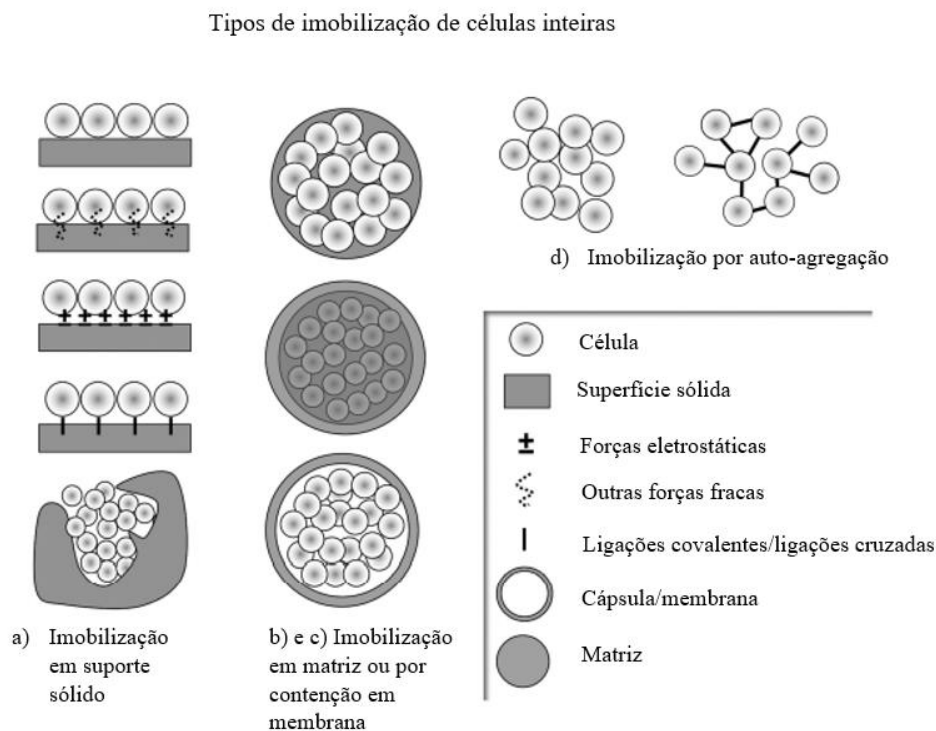 Tipos de imobilização de células inteiras
a) Imobilização
em suporte
sólido
b) e c) Imobilização
em matriz ou por
contenção em
membrana
d) Imobilização por auto-agregação
Célula
Superfície sólida
± Forças eletrostáticas
Outras forças fracas
Ligações covalentes/ligações cruzadas
Cápsula/membrana
Matriz